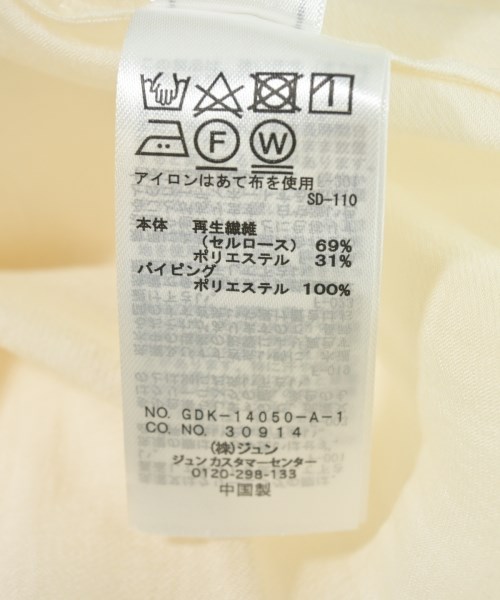 F W
アイロンはあて布を使用
SD-110
本体 再生繊維
(セルロース) 69%
ポリエステル 31%
パイピング
ポリエステル 100%
NO. GDK-14050-A-1
CO. NO. 30914
(株)ジュン
ジュンカスタマーセンター
0120-298-133
中国製